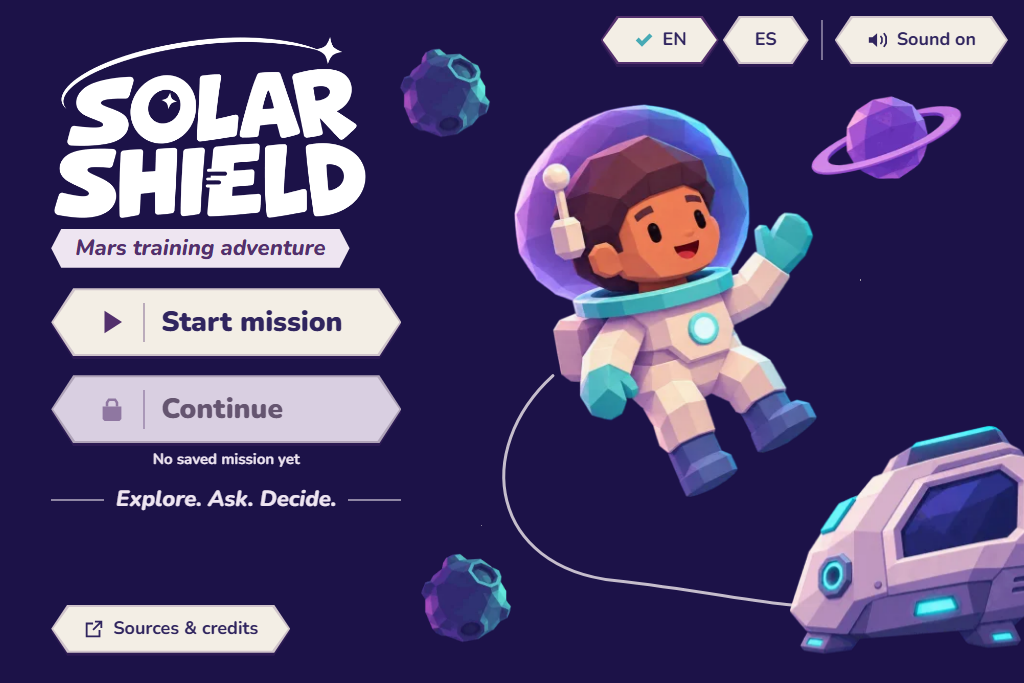 EN
ES
Sound on
SOLAR
SHIELD
Mars training adventure
Start mission
Continue
No saved mission yet
Explore. Ask. Decide.
Sources & credits